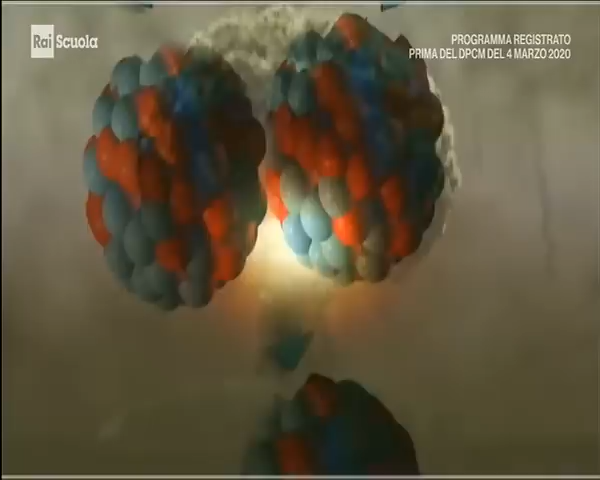 Rai Scuola
PROGRAMMA REGISTRATO
PRIMA DEL DPCM DEL 4 MARZO 2020